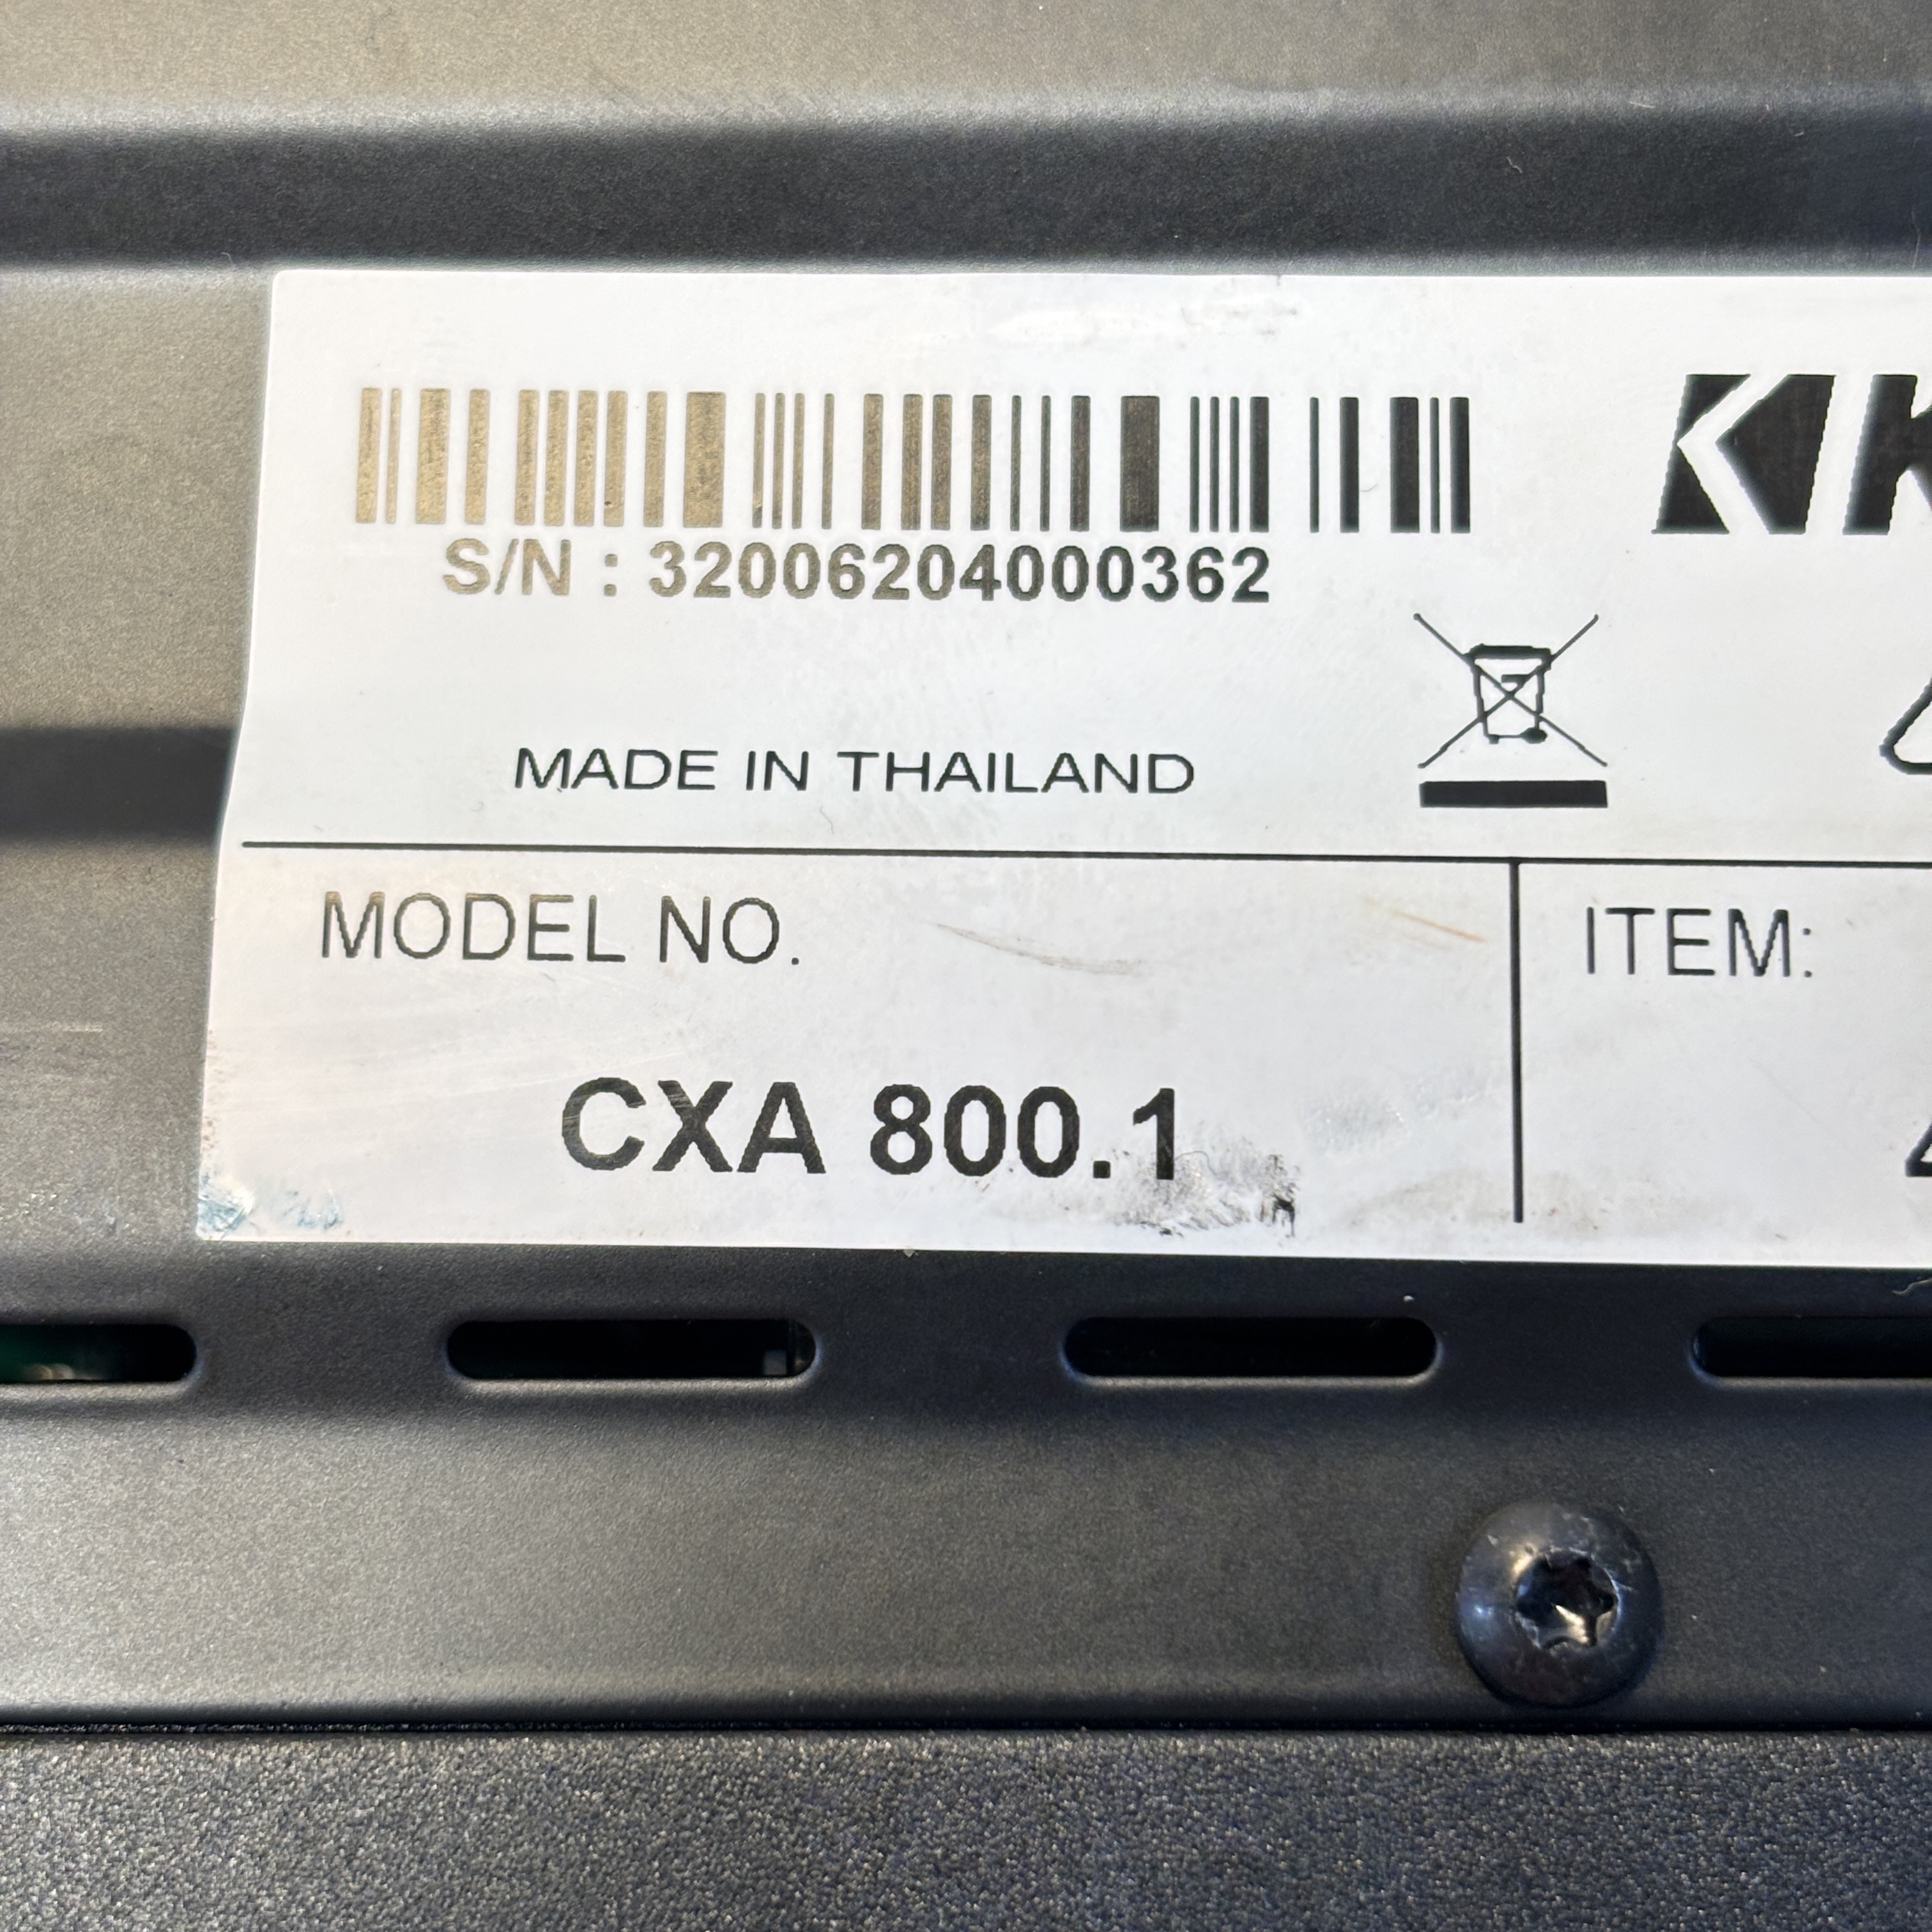 S/N : 32006204000362
MADE IN THAILAND
MODEL NO.
ITEM:
CXA 800.1